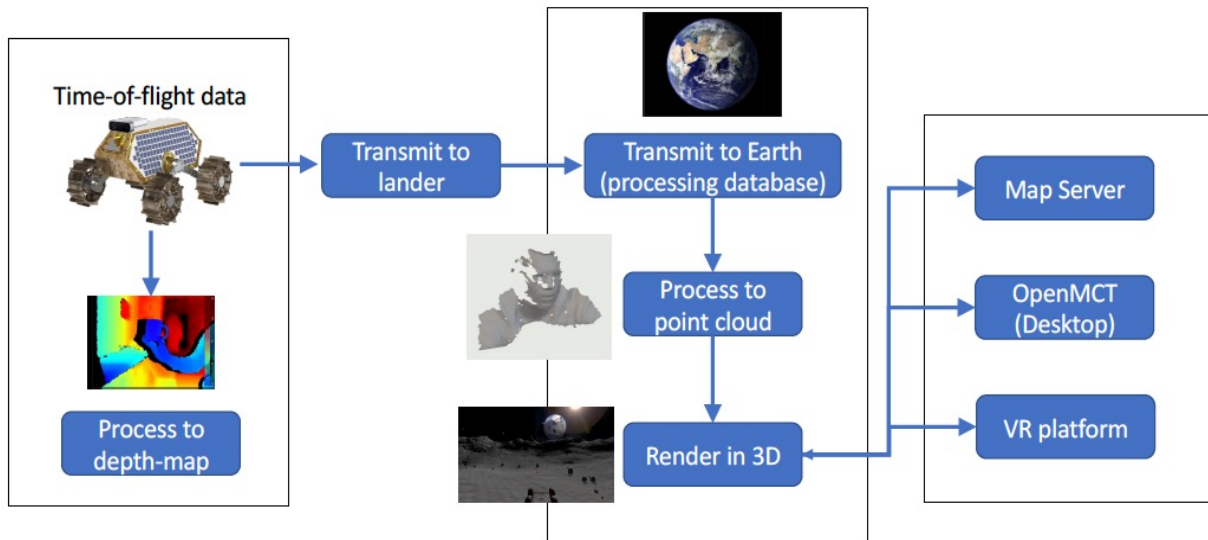 Time-of-flight data
Process to
depth-map
Transmit to
lander
Transmit to Earth
(processing database)
Process to
point cloud
Render in 3D
Map Server
OpenMCT
(Desktop)
VR platform